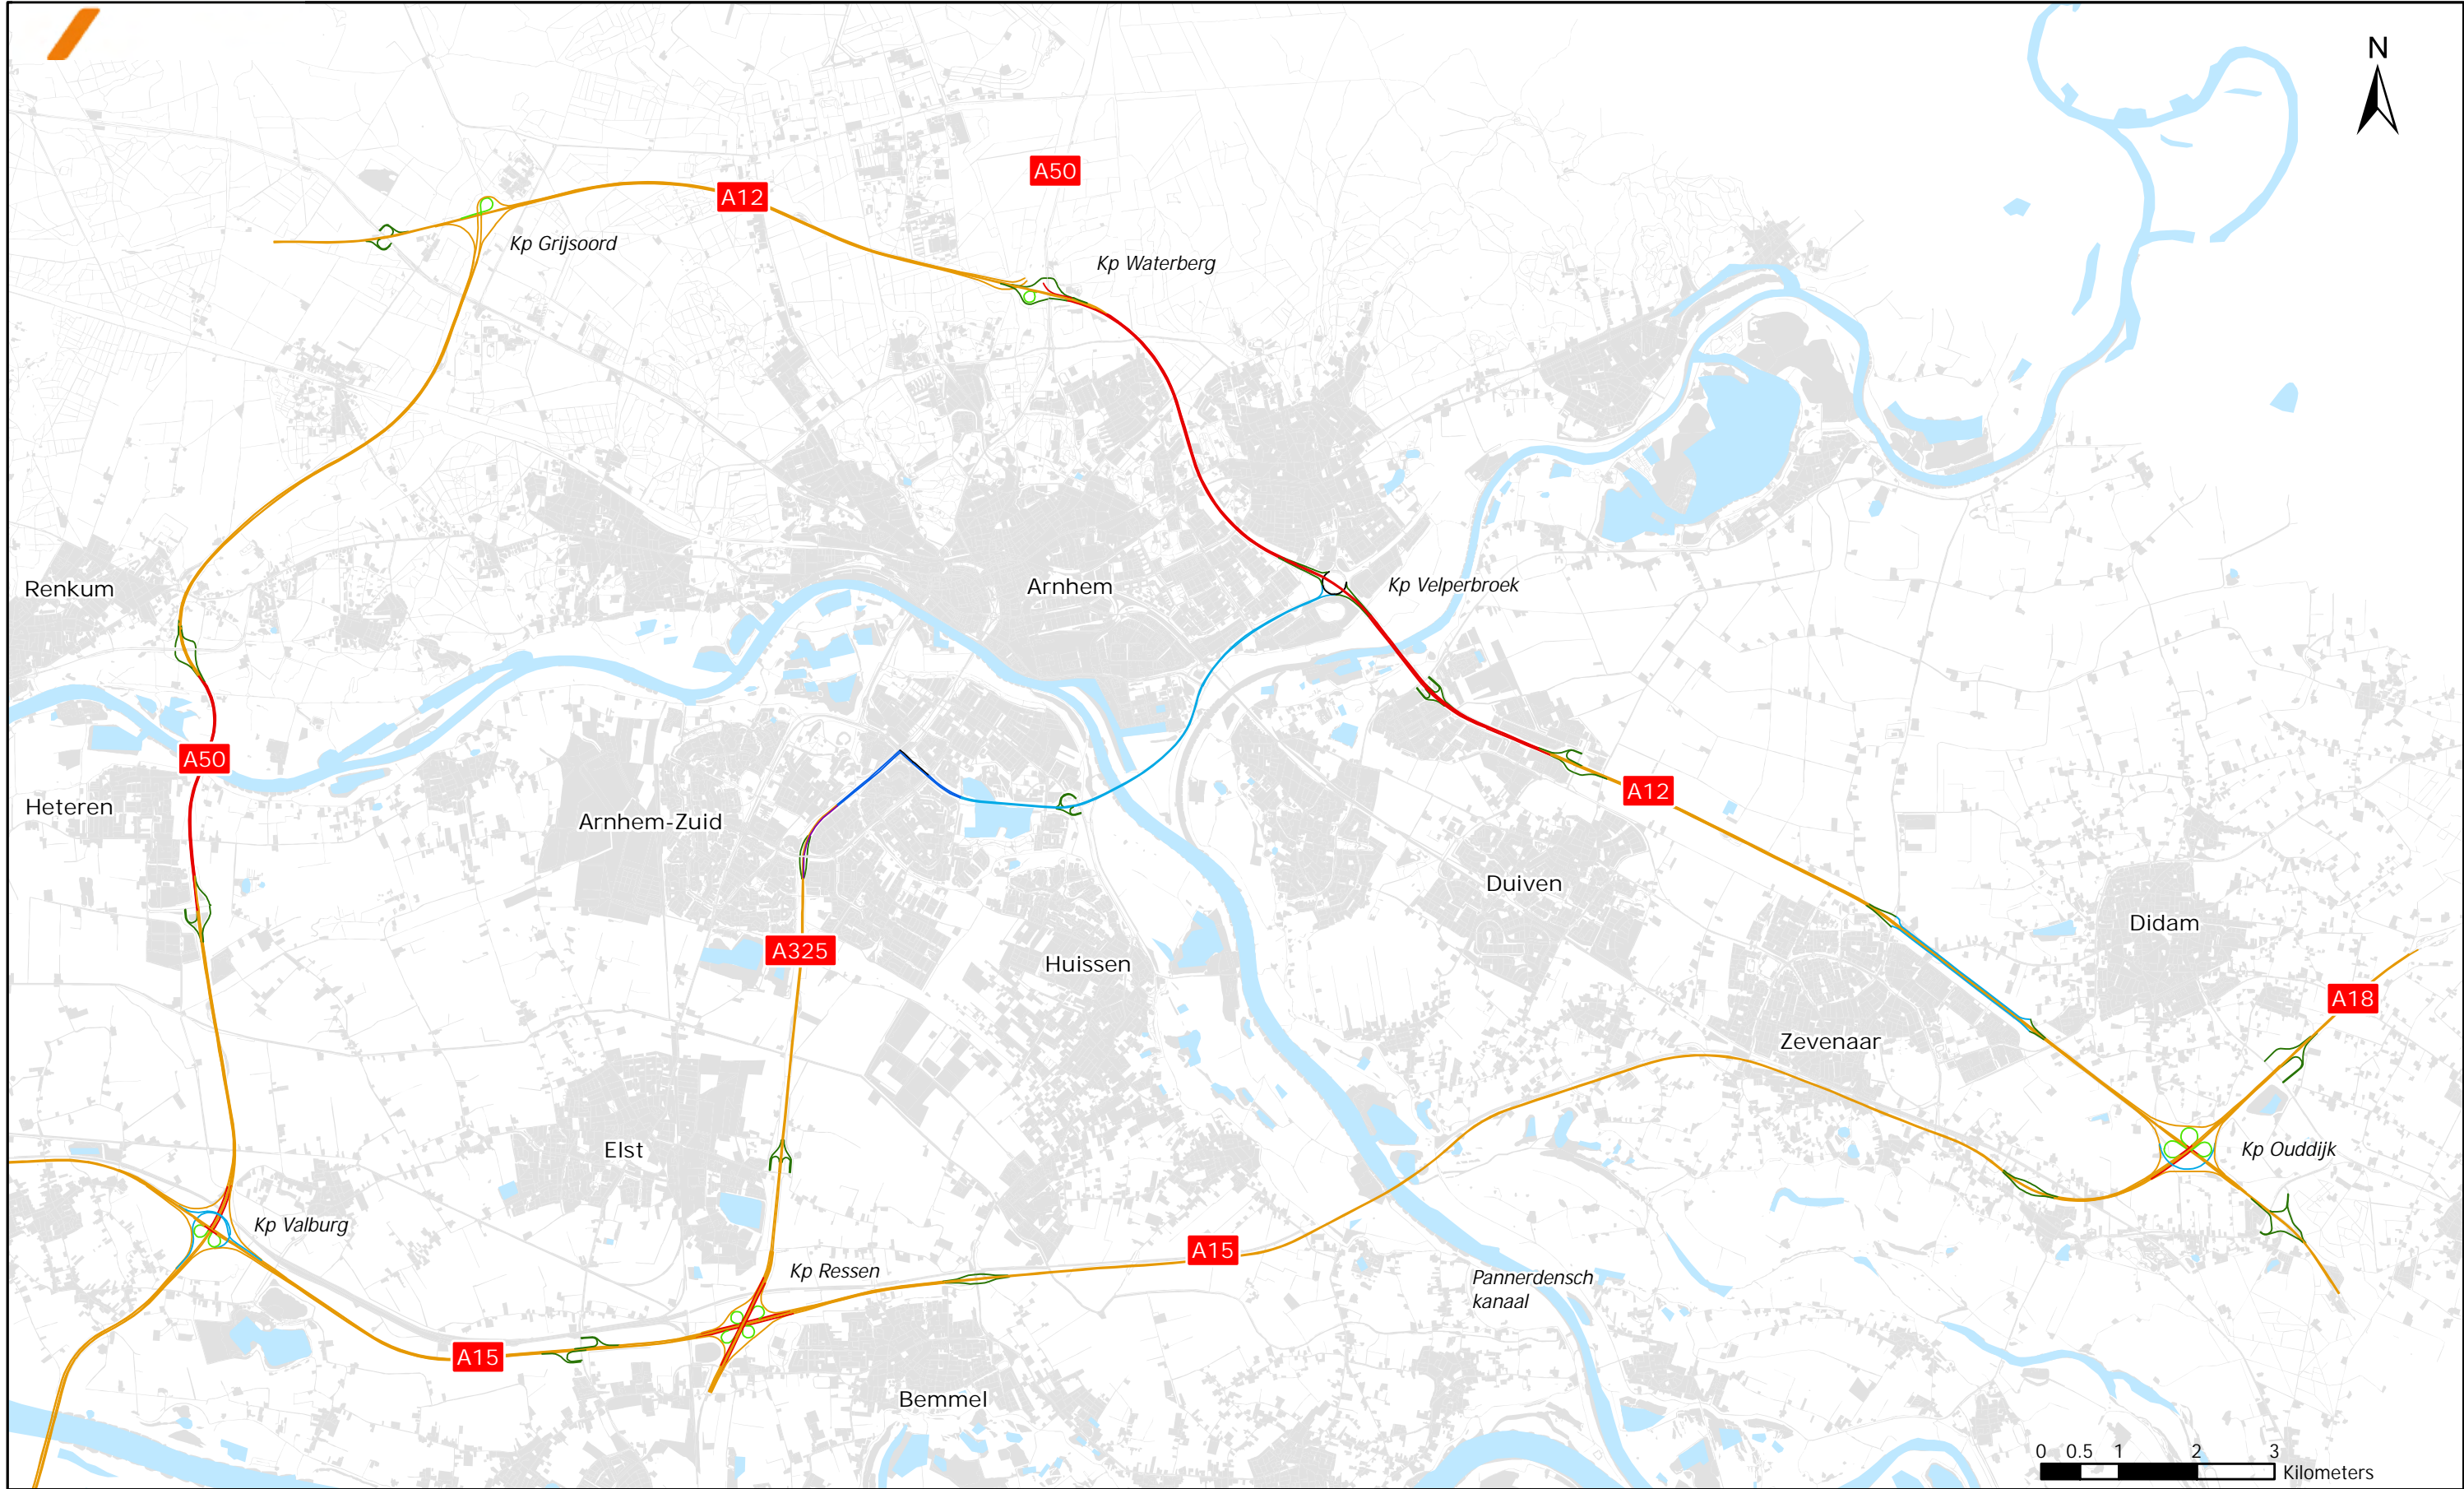 N
A50
A12
Kp Grijsoord
Kp Waterberg
Renkum
Arnhem
Kp Velperbroek
A50
A12
Heteren
Arnhem-Zuid
Duiven
Didam
A325
Huissen
A18
Zevenaar
Elst
Kp Ouddijk
Kp Valburg
A15
Kp Ressen
Pannerdensch
kanaal
A15
Bemmel
0 0.5 1 2 3
Kilometers